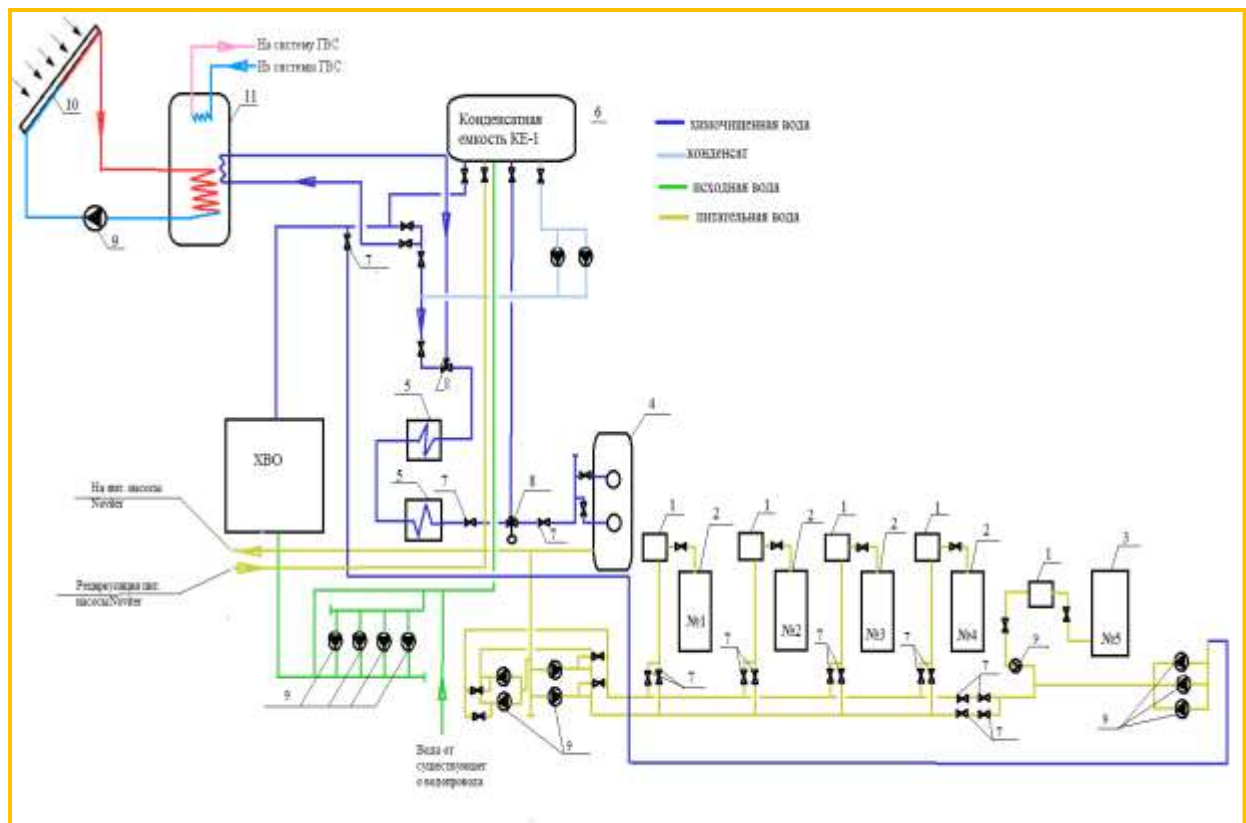 На систему ГВС
Из системы ГВС
10
11
9
Конденсатная
емкость КЕ-1
6
химочищенная вода
конденсат
исходная вода
питательная вода
7
8
5
4
ХВО
5
7
8
7
На пит. насосы
Noviter
Рециркуляция пит.
насосы Noviter
1
2
1
2
1
2
1
2
1
3
№1
№2
№3
№4
№5
7
7
7
7
9
7
7
9
9
9
Вода от
существующег
о водопровода